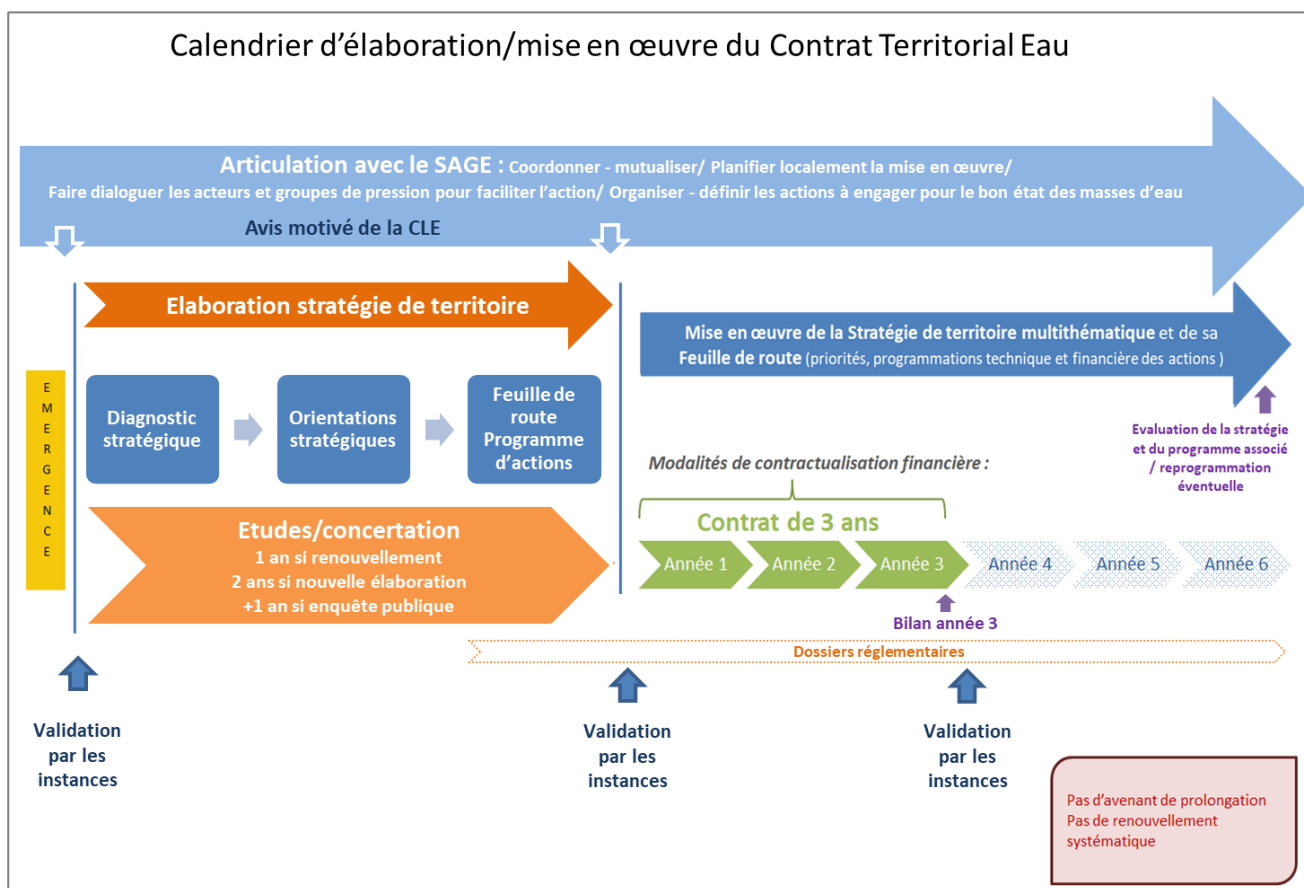 Calendrier d’élaboration/mise en œuvre du Contrat Territorial Eau
Articulation avec le SAGE : Coordonner - mutualiser/ Planifier localement la mise en œuvre/
Faire dialoguer les acteurs et groupes de pression pour faciliter l’action/ Organiser - définir les actions à engager pour le bon état des masses d’eau
Avis motivé de la CLE
Elaboration stratégie de territoire
Mise en œuvre de la Stratégie de territoire multithématique et de sa
Feuille de route (priorités, programmations technique et financière des actions )
EMERGENCE
Diagnostic
stratégique
Orientations
stratégiques
Feuille de
route
Programme
d’actions
Evaluation de la stratégie
et du programme associé
/ reprogrammation
éventuelle
Modalités de contractualisation financière :
Etudes/concertation
1 an si renouvellement
2 ans si nouvelle élaboration
+1 an si enquête publique
Contrat de 3 ans
Année 1
Année 2
Année 3
Année 4
Année 5
Année 6
Bilan année 3
Dossiers réglementaires
Validation
par les
instances
Validation
par les
instances
Validation
par les
instances
Pas d’avenant de prolongation
Pas de renouvellement
systématique